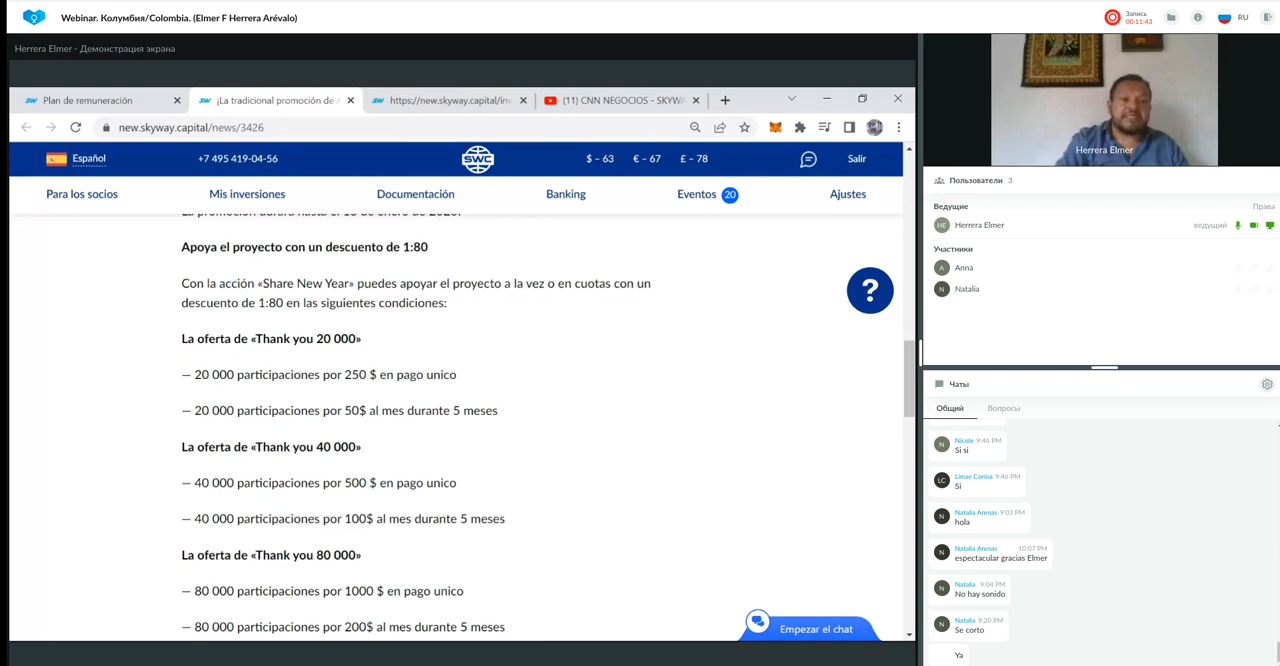 Webinar. Колумбия/Colombia. (Elmer F Herrera Arévalo)
Запись
00:11:43
RU
Herrera Elmer - Демонстрация экрана
Plan de remuneración
¡La tradicional promoción de
https://new.skyway.capital/inv
(11) CNN NEGOCIOS - SKYW
new.skyway.capital/news/3426
Español
+7 495 419-04-56
SWC
$ – 63
€ – 67
£ – 78
Salir
Para los socios
Mis inversiones
Documentación
Banking
Eventos 20
Ajustes
Apoya el proyecto con un descuento de 1:80
Con la acción «Share New Year» puedes apoyar el proyecto a la vez o en cuotas con un
descuento de 1:80 en las siguientes condiciones:
La oferta de «Thank you 20 000»
— 20 000 participaciones por 250 $ en pago unico
— 20 000 participaciones por 50$ al mes durante 5 meses
La oferta de «Thank you 40 000»
— 40 000 participaciones por 500 $ en pago unico
— 40 000 participaciones por 100$ al mes durante 5 meses
La oferta de «Thank you 80 000»
— 80 000 participaciones por 1000 $ en pago unico
— 80 000 participaciones por 200$ al mes durante 5 meses
?
Empezar el chat
Herrera Elmer
Пользователи 3
Ведущие
Права
HE
Herrera Elmer
ведущий
Участники
A
Anna
N
Natalia
Чаты
Общий
Вопросы
N
Nicole 9:46 PM
Si si
LC
Limas Corina 9:46 PM
Si
N
Natalia Arenas 9:03 PM
hola
N
Natalia Arenas 10:07 PM
espectacular gracias Elmer
N
Natalia 9:04 PM
No hay sonido
N
Natalia 9:20 PM
Se corto
Ya